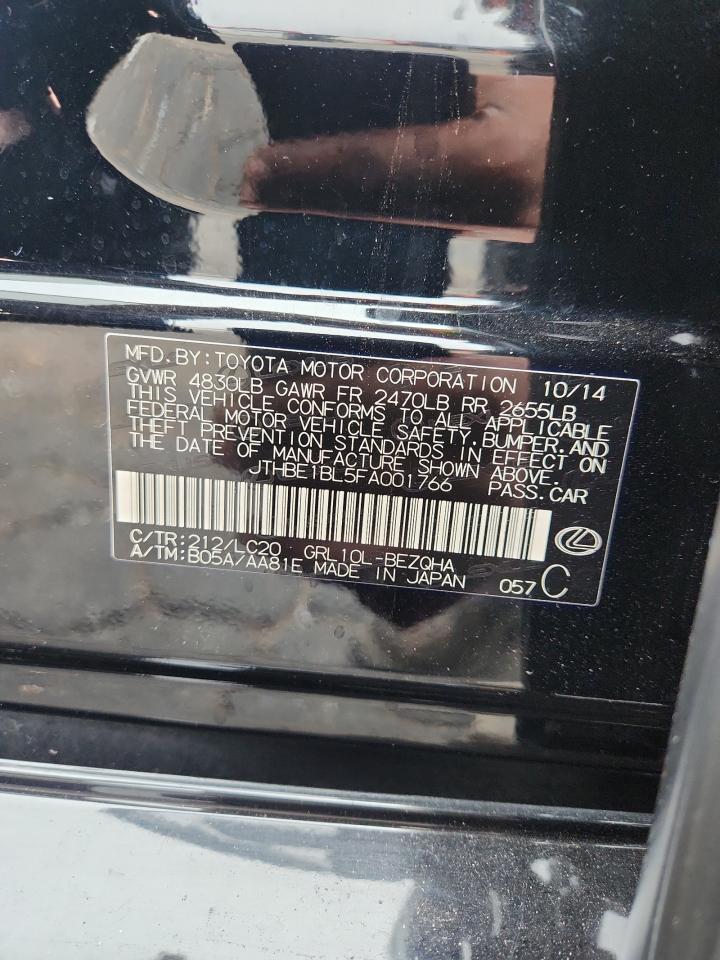 MFD. BY: TOYOTA MOTOR CORPORATION 10/14
GVWR 4830LB GAWR FR 2470LB RR 2655LB
THIS VEHICLE CONFORMS TO ALL APPLICABLE
FEDERAL MOTOR VEHICLE SAFETY, BUMPER, AND
THEFT PREVENTION STANDARDS IN EFFECT ON
THE DATE OF MANUFACTURE SHOWN ABOVE.
JTHBE1BL5FA001766 PASS. CAR
C/TR: 212/LC20 GRL10L-BEZQHA
A/TM: B05A/AA81E MADE IN JAPAN 057 C